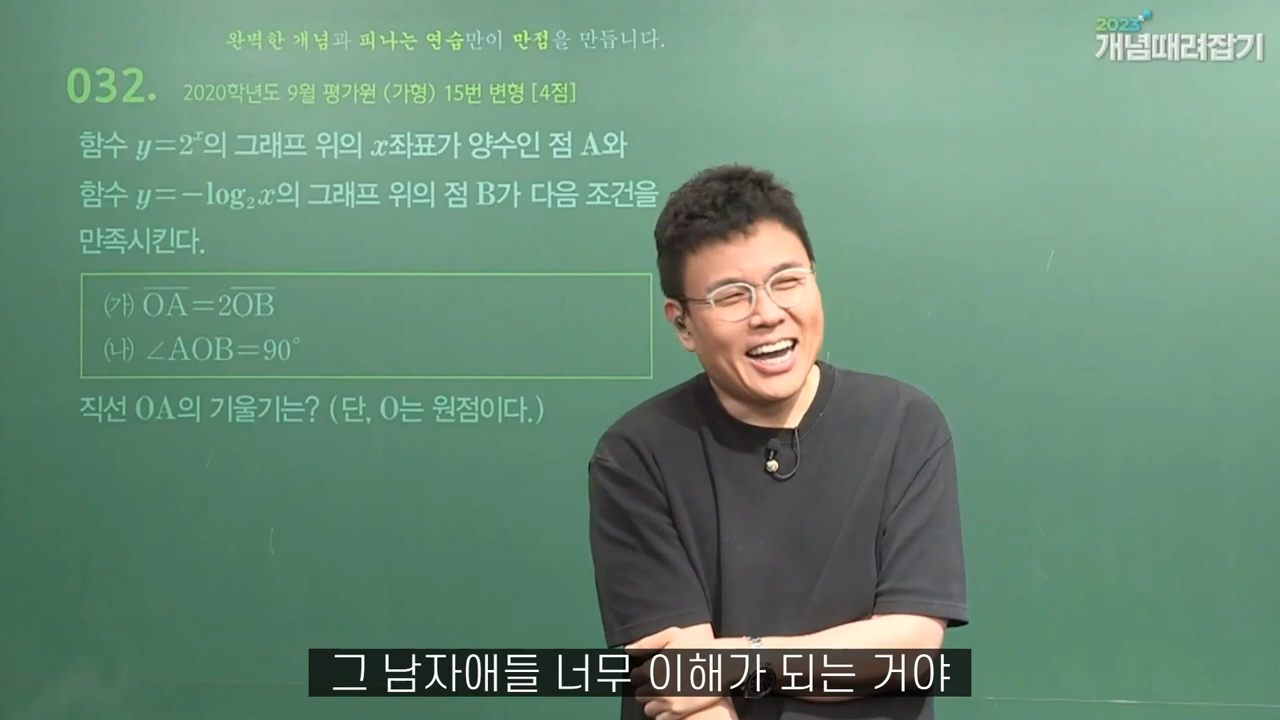 완벽한 개념과 피나는 연습만이 만점을 만듭니다.
2023
개념때려잡기
032. 2020학년도 9월 평가원 (가형) 15번 변형 [4점]
함수 y=2ˣ의 그래프 위의 x좌표가 양수인 점 A와
함수 y=−log₂x의 그래프 위의 점 B가 다음 조건을
만족시킨다.
㈎ O̅A̅=2O̅B̅
㈏ ∠AOB=90°
직선 OA의 기울기는? (단, O는 원점이다.)
그 남자애들 너무 이해가 되는 거야